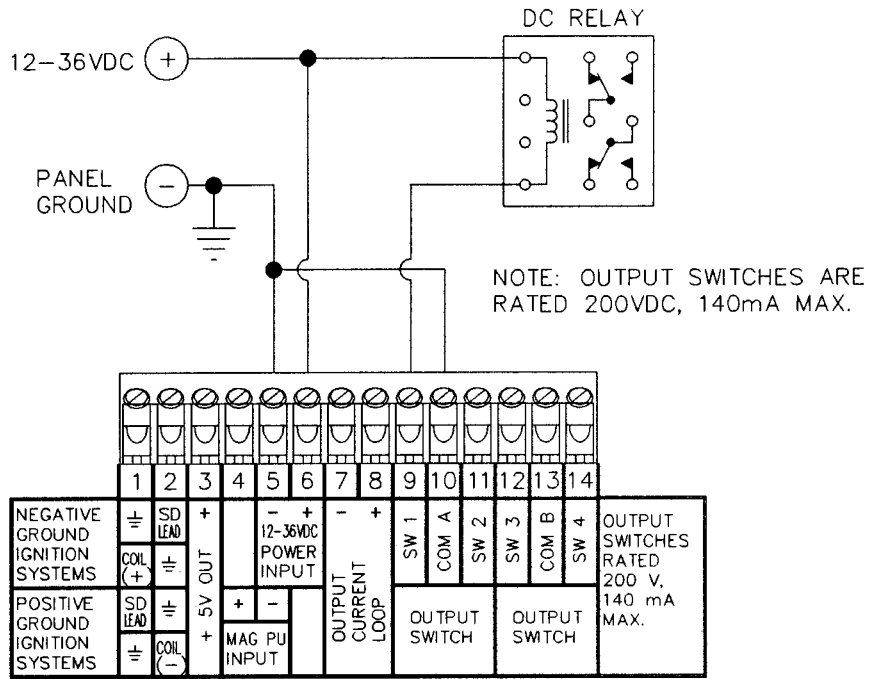 DC RELAY
12-36VDC +
PANEL
GROUND
-
NOTE: OUTPUT SWITCHES ARE
RATED 200VDC, 140mA MAX.
1 2 3 4 5 6 7 8 9 10 11 12 13 14
NEGATIVE
GROUND
IGNITION
SYSTEMS
SD
LEAD
COIL
(+)
POSITIVE
GROUND
IGNITION
SYSTEMS
SD
LEAD
COIL
(-)
+
+ 5V OUT
- +
12-36VDC
POWER
INPUT
+ -
MAG PU
INPUT
- +
OUTPUT
CURRENT
LOOP
SW 1
COM A
SW 2
SW 3
COM B
SW 4
OUTPUT
SWITCH
OUTPUT
SWITCH
OUTPUT
SWITCHES
RATED
200 V,
140 mA
MAX.